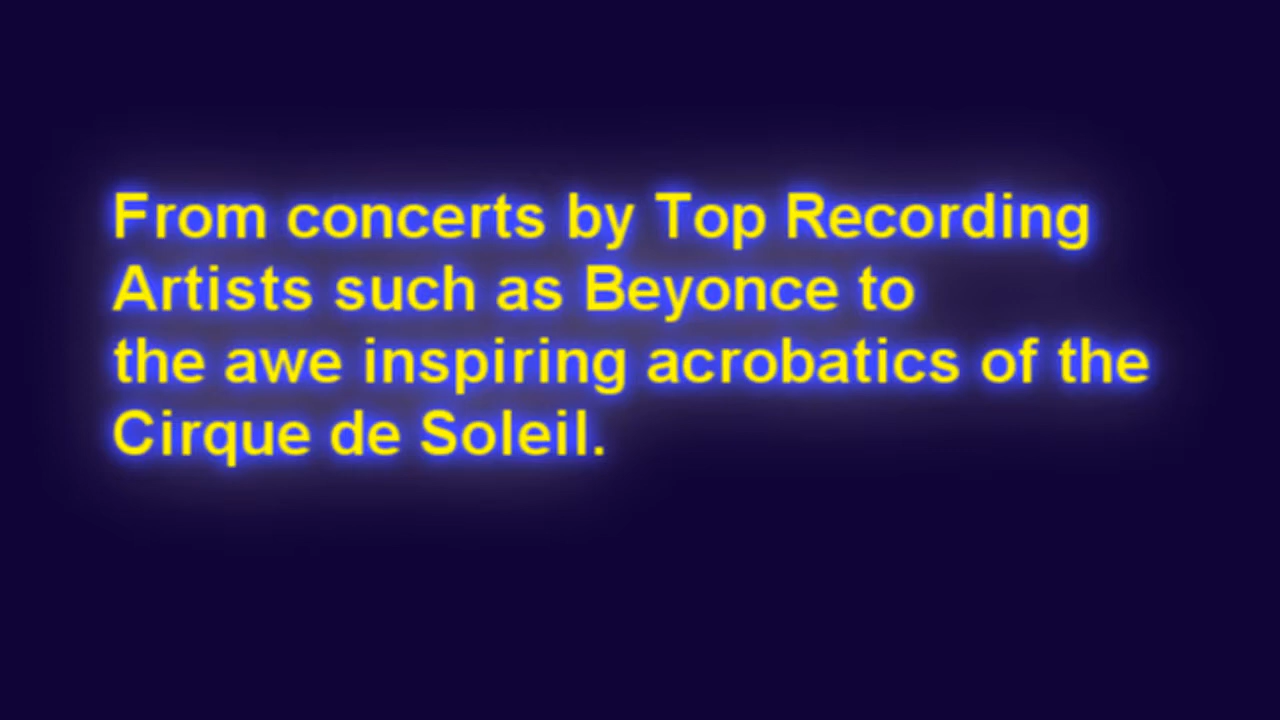 From concerts by Top Recording
Artists such as Beyonce to
the awe inspiring acrobatics of the
Cirque de Soleil.